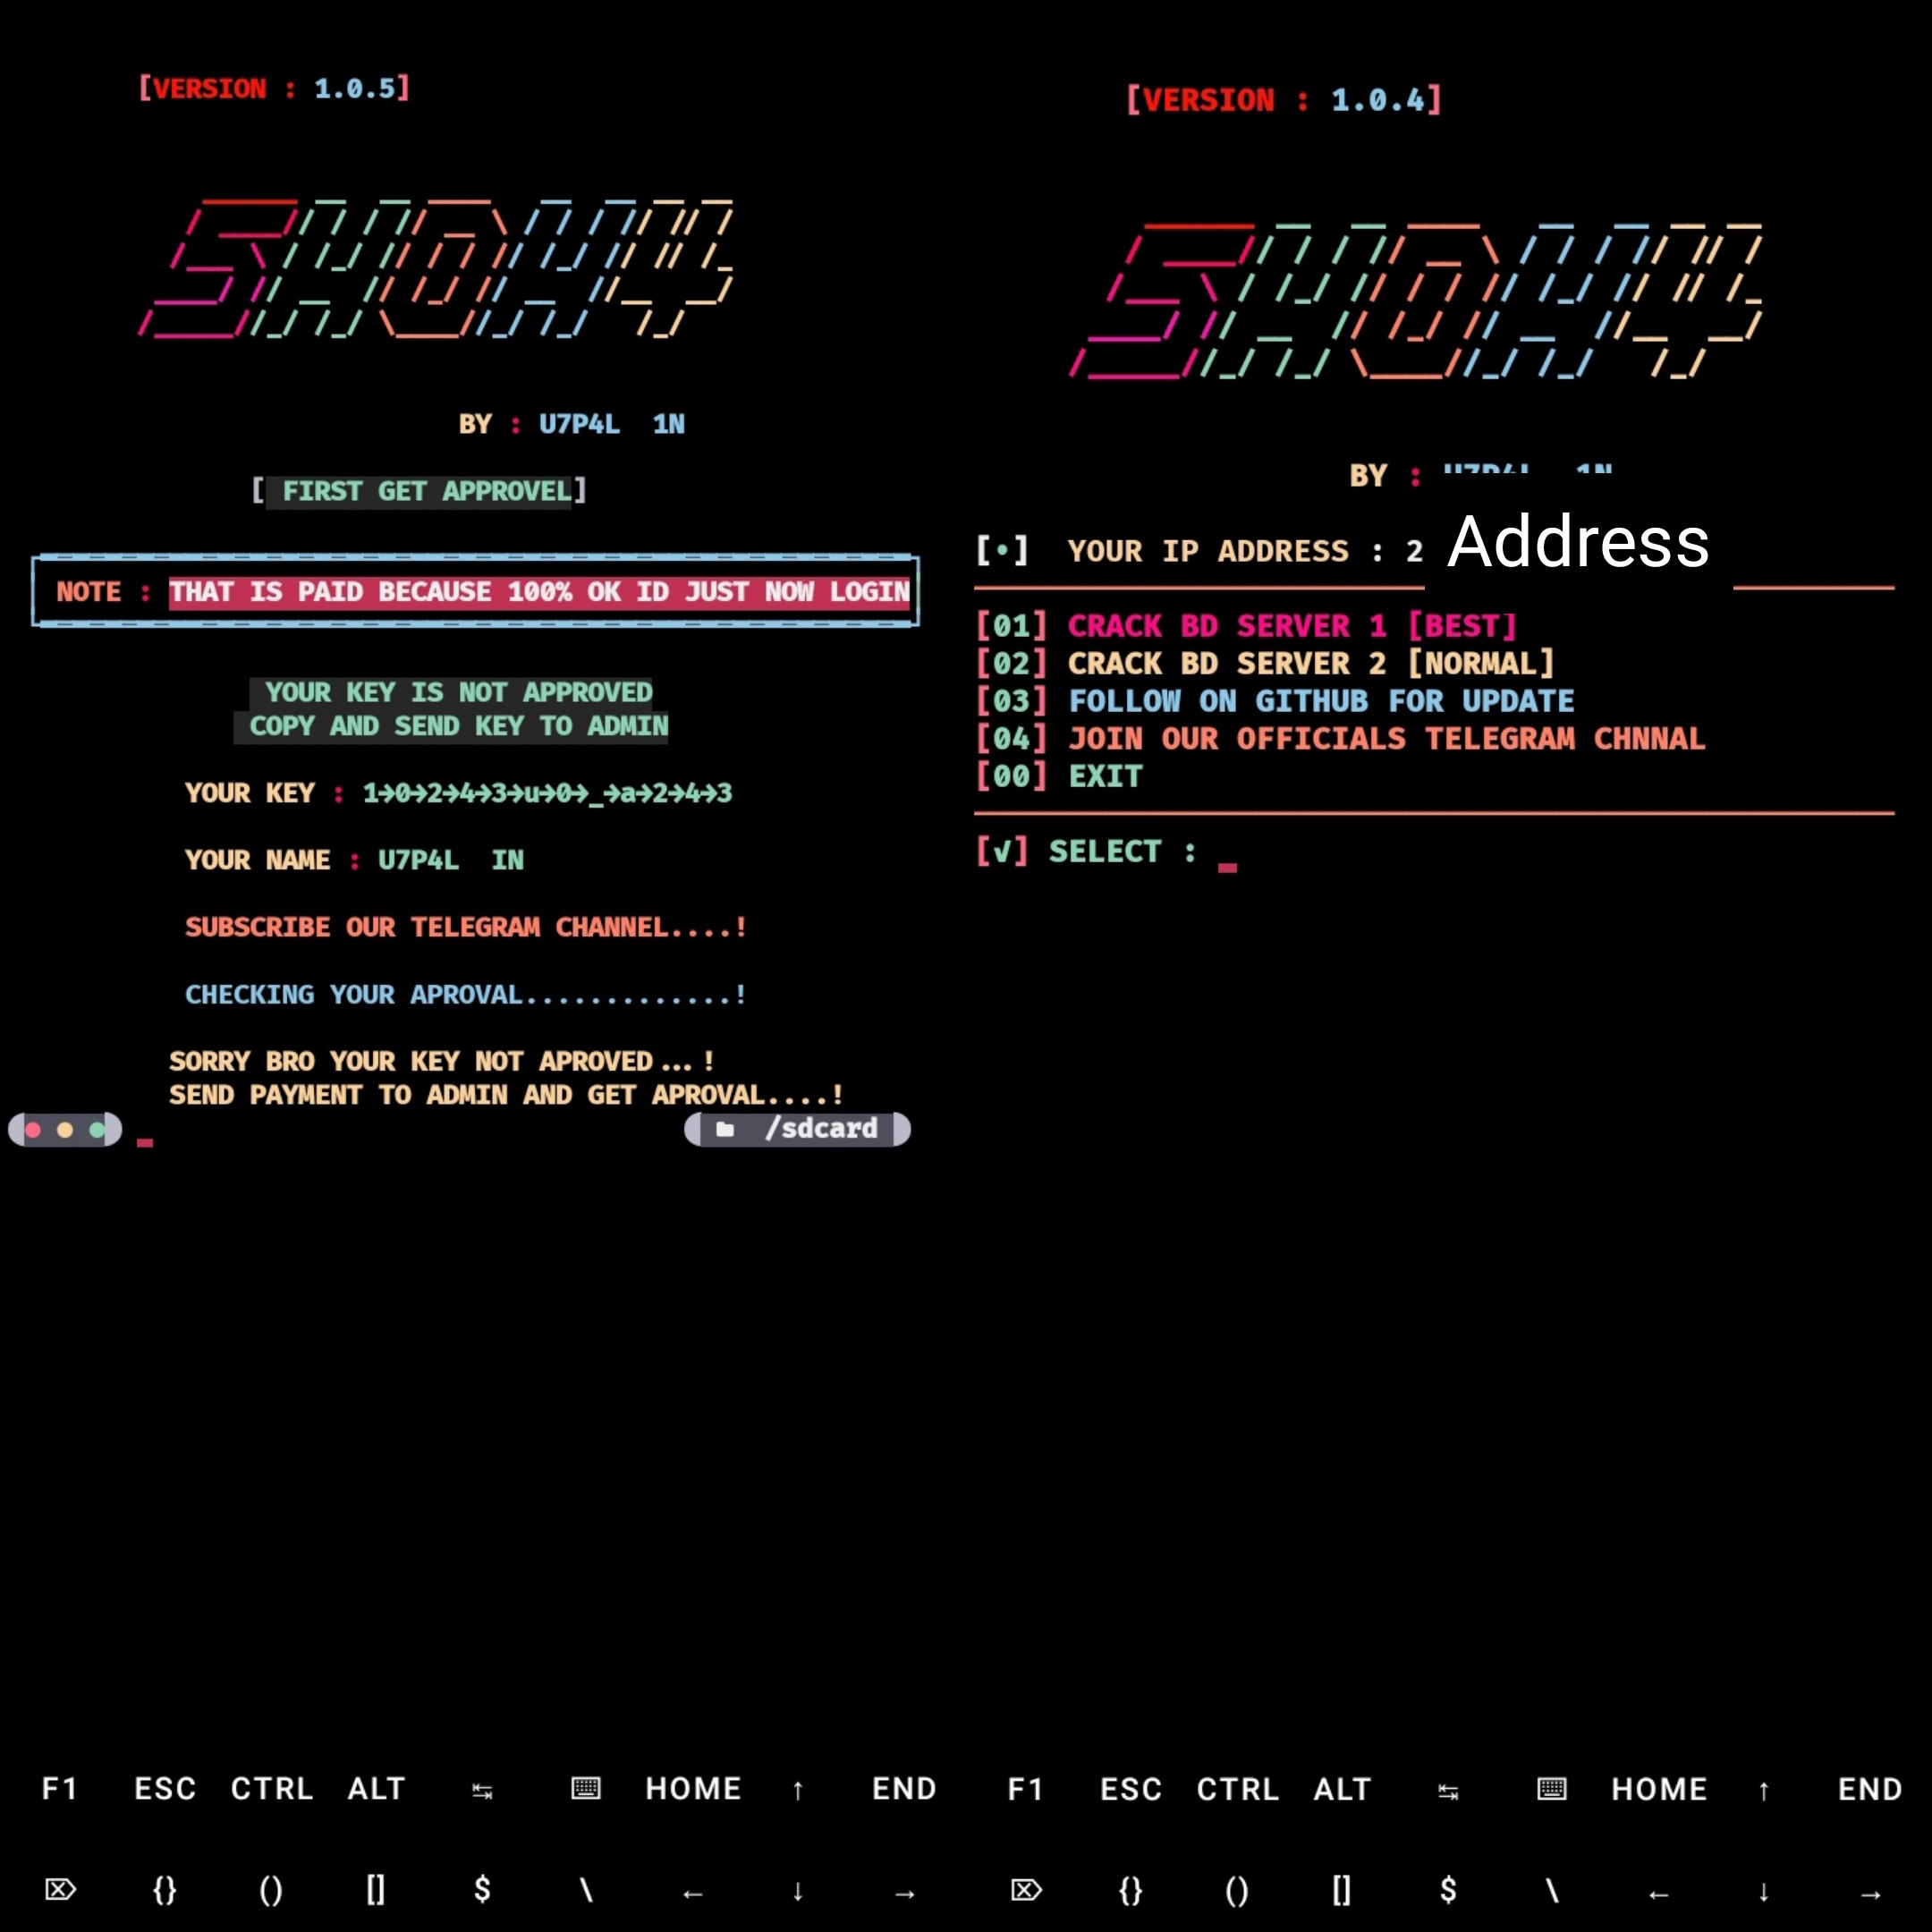 [VERSION : 1.0.5]
5H0H4
BY : U7P4L  1N
[ FIRST GET APPROVEL]
NOTE : THAT IS PAID BECAUSE 100% OK ID JUST NOW LOGIN
YOUR KEY IS NOT APPROVED
COPY AND SEND KEY TO ADMIN
YOUR KEY : 1→0→2→4→3→u→0→_→a→2→4→3
YOUR NAME : U7P4L  IN
SUBSCRIBE OUR TELEGRAM CHANNEL....!
CHECKING YOUR APROVAL.............!
SORRY BRO YOUR KEY NOT APROVED...!
SEND PAYMENT TO ADMIN AND GET APROVAL....!
/sdcard
F1 ESC CTRL ALT ↹ ⌨ HOME ↑ END
⌦ {} () [] $ \ ← ↓ →
[VERSION : 1.0.4]
5H0H4
BY :
[•]  YOUR IP ADDRESS : 2 Address
[01] CRACK BD SERVER 1 [BEST]
[02] CRACK BD SERVER 2 [NORMAL]
[03] FOLLOW ON GITHUB FOR UPDATE
[04] JOIN OUR OFFICIALS TELEGRAM CHNNAL
[00] EXIT
[√] SELECT :
F1 ESC CTRL ALT ↹ ⌨ HOME ↑ END
⌦ {} () [] $ \ ← ↓ →